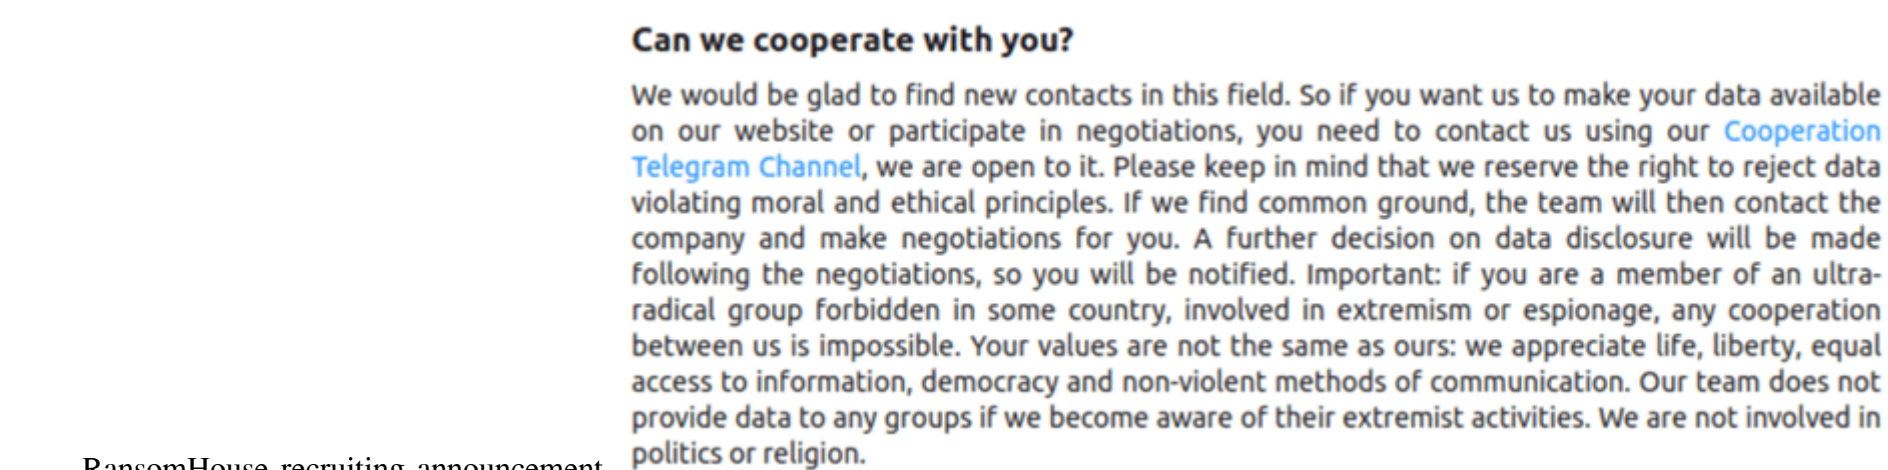 Can we cooperate with you?
We would be glad to find new contacts in this field. So if you want us to make your data available
on our website or participate in negotiations, you need to contact us using our Cooperation
Telegram Channel, we are open to it. Please keep in mind that we reserve the right to reject data
violating moral and ethical principles. If we find common ground, the team will then contact the
company and make negotiations for you. A further decision on data disclosure will be made
following the negotiations, so you will be notified. Important: if you are a member of an ultra-
radical group forbidden in some country, involved in extremism or espionage, any cooperation
between us is impossible. Your values are not the same as ours: we appreciate life, liberty, equal
access to information, democracy and non-violent methods of communication. Our team does not
provide data to any groups if we become aware of their extremist activities. We are not involved in
politics or religion.
RansomHouse recruiting announcement